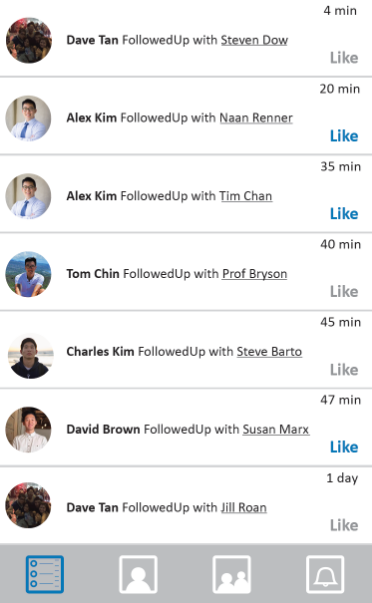 4 min
Dave Tan FollowedUp with Steven Dow
Like
20 min
Alex Kim FollowedUp with Naan Renner
Like
35 min
Alex Kim FollowedUp with Tim Chan
Like
40 min
Tom Chin FollowedUp with Prof Bryson
Like
45 min
Charles Kim FollowedUp with Steve Barto
Like
47 min
David Brown FollowedUp with Susan Marx
Like
1 day
Dave Tan FollowedUp with Jill Roan
Like